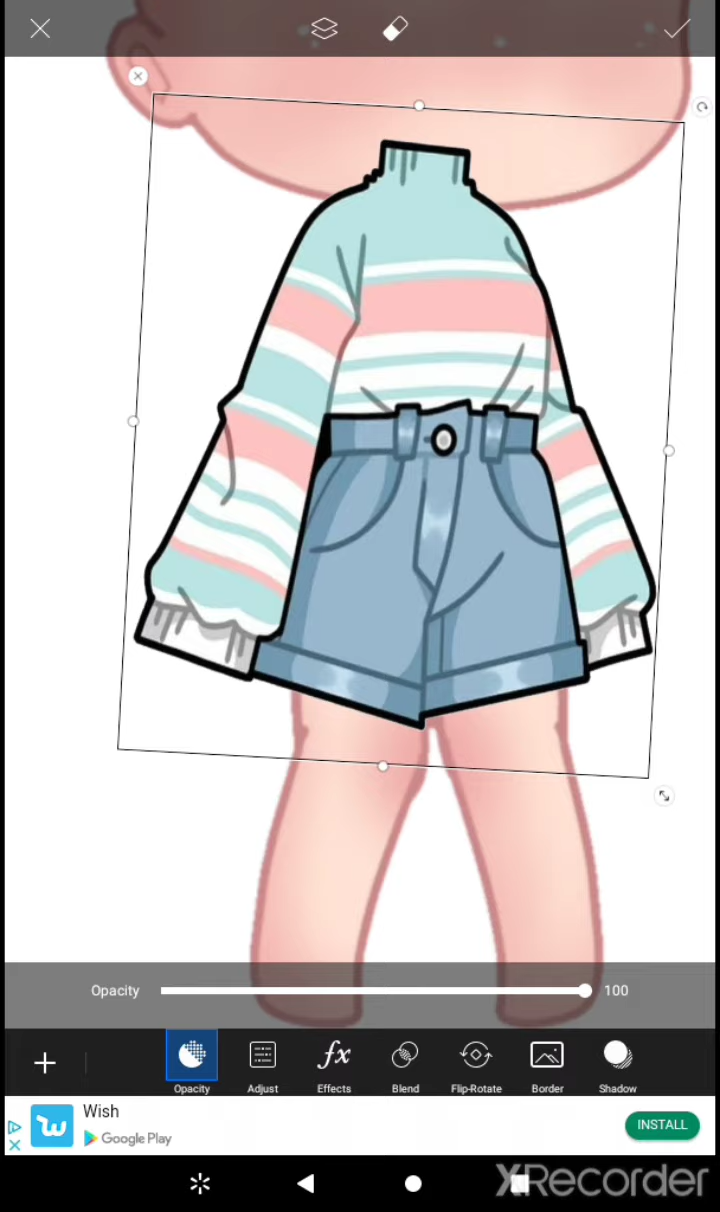 Opacity
100
fx
Opacity
Adjust
Effects
Blend
Flip-Rotate
Border
Shadow
Wish
Google Play
INSTALL
XRecorder